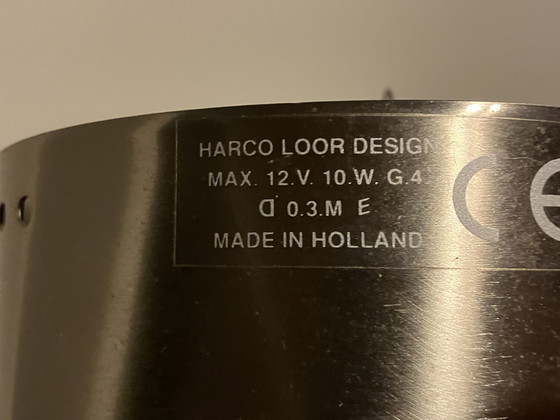 HARCO LOOR DESIGN
MAX. 12.V. 10.W. G.4
0.3.M E
MADE IN HOLLAND
CE